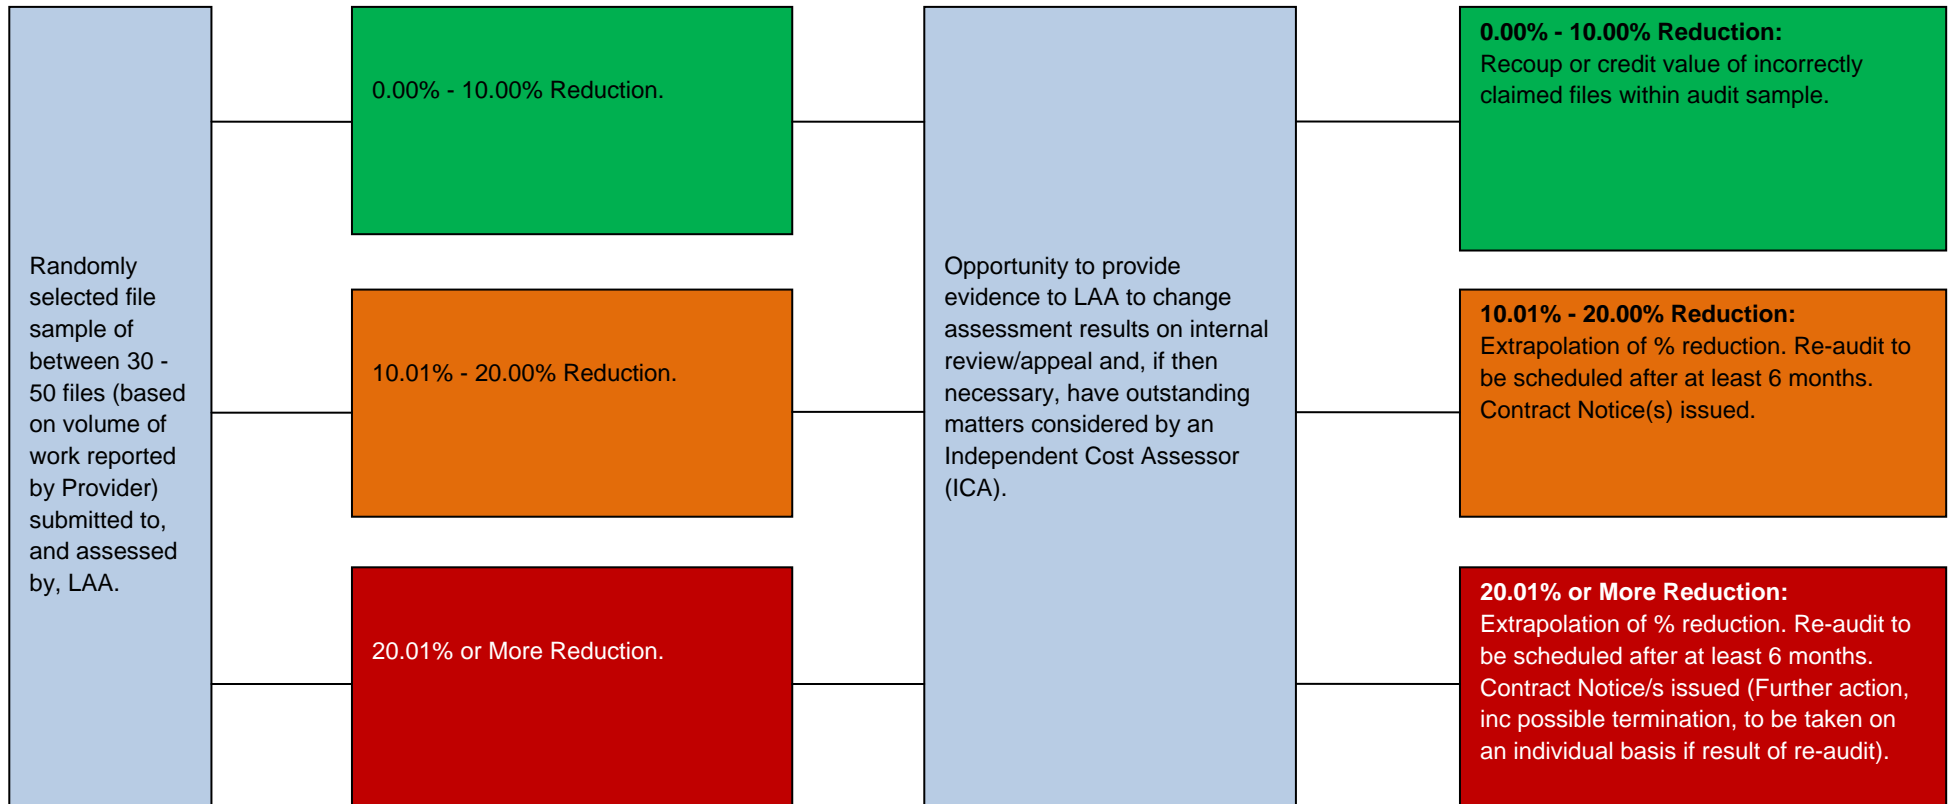 Randomly
selected file
sample of
between 30 -
50 files (based
on volume of
work reported
by Provider)
submitted to,
and assessed
by, LAA.
0.00% - 10.00% Reduction.
10.01% - 20.00% Reduction.
20.01% or More Reduction.
Opportunity to provide
evidence to LAA to change
assessment results on internal
review/appeal and, if then
necessary, have outstanding
matters considered by an
Independent Cost Assessor
(ICA).
0.00% - 10.00% Reduction:
Recoup or credit value of incorrectly
claimed files within audit sample.
10.01% - 20.00% Reduction:
Extrapolation of % reduction. Re-audit to
be scheduled after at least 6 months.
Contract Notice(s) issued.
20.01% or More Reduction:
Extrapolation of % reduction. Re-audit to
be scheduled after at least 6 months.
Contract Notice/s issued (Further action,
inc possible termination, to be taken on
an individual basis if result of re-audit).